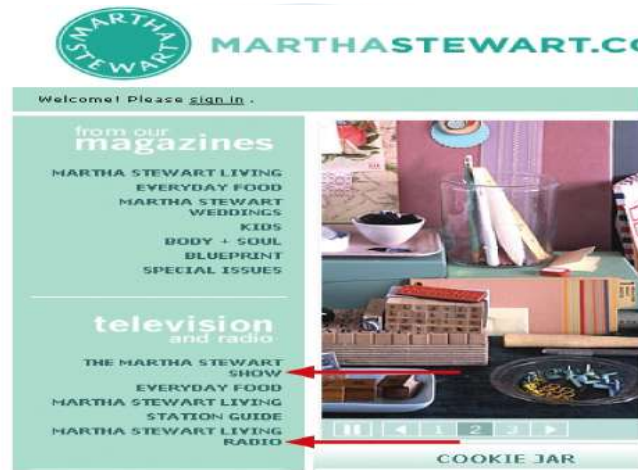 MARTHA STEWART
MARTHASTEWART.CO
Welcome! Please sign in .
from our
magazines
MARTHA STEWART LIVING
EVERYDAY FOOD
MARTHA STEWART
WEDDINGS
KIDS
BODY + SOUL
BLUEPRINT
SPECIAL ISSUES
television
and radio
THE MARTHA STEWART
SHOW
EVERYDAY FOOD
MARTHA STEWART LIVING
STATION GUIDE
MARTHA STEWART LIVING
RADIO
1 2 3
COOKIE JAR